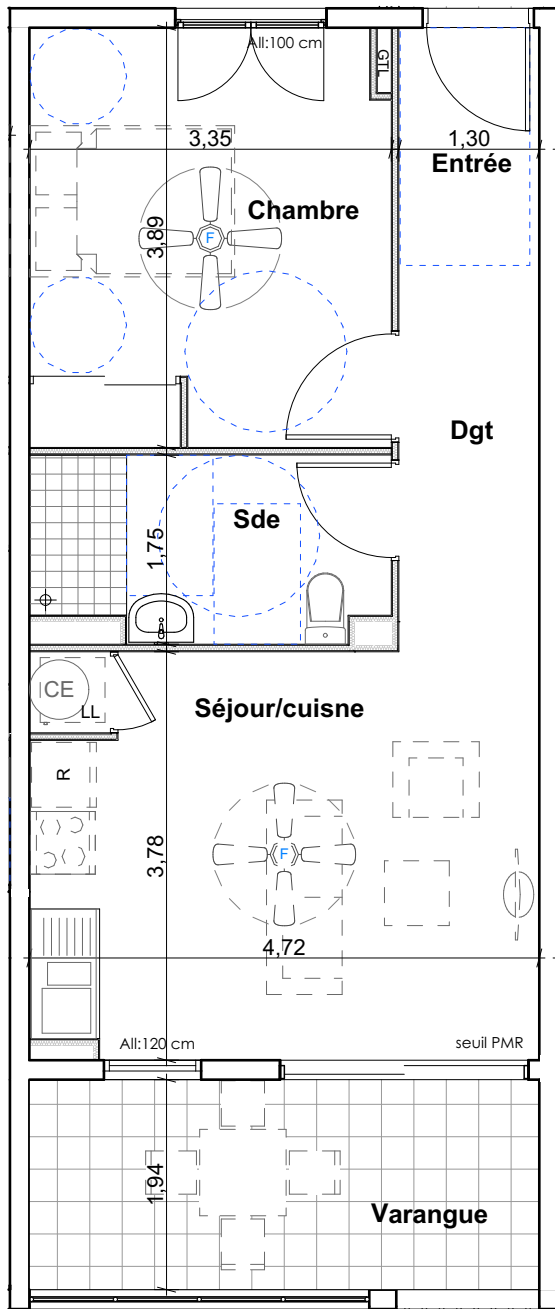 All:100 cm
GTL
3,35
1,30
Entrée
Chambre
3,89
F
Dgt
Sde
1,75
CE
LL
Séjour/cuisne
R
3,78
F
4,72
All:120 cm
seuil PMR
1,94
Varangue